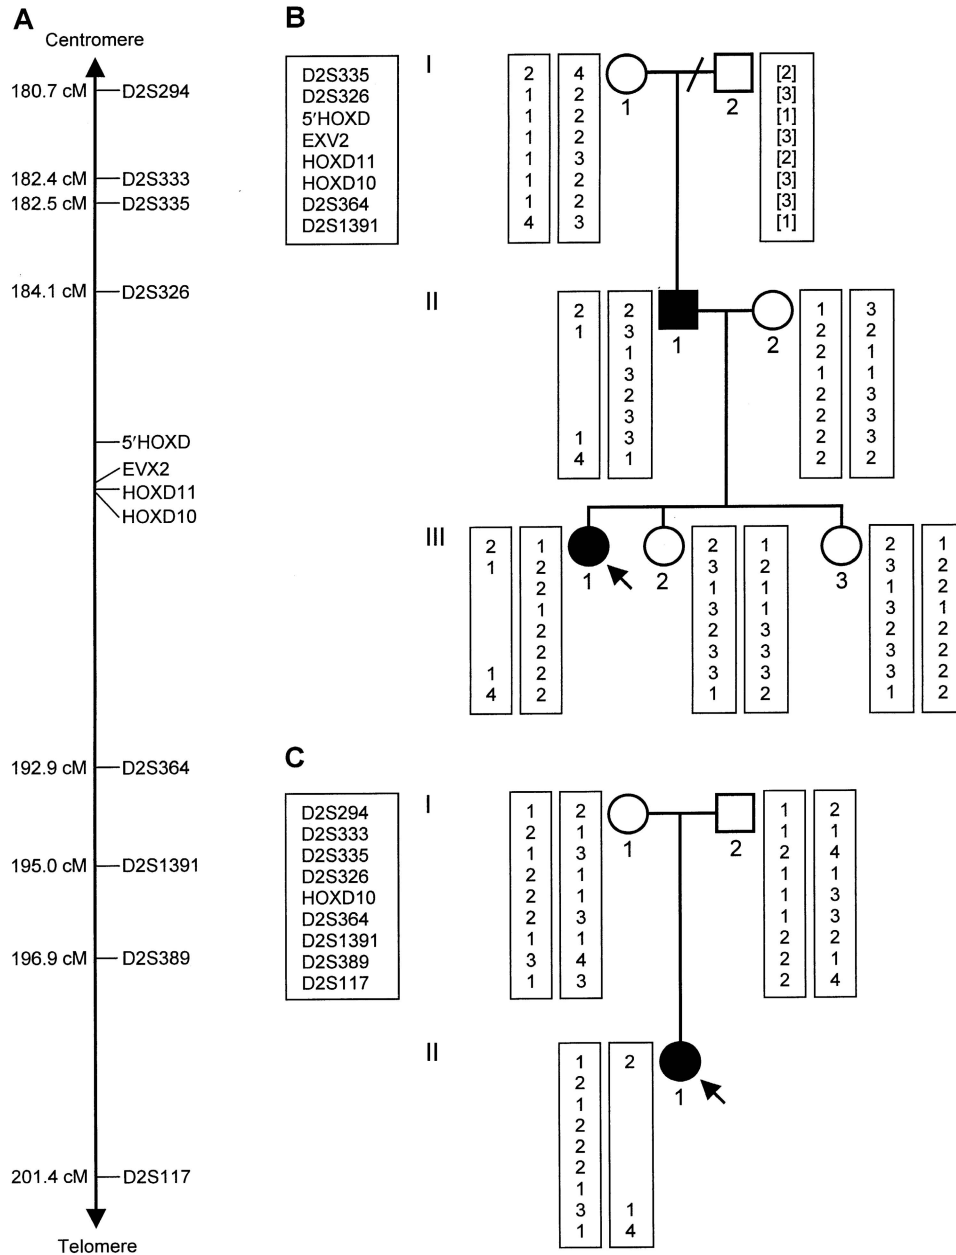 A
Centromere
180.7 cM D2S294
182.4 cM D2S333
182.5 cM D2S335
184.1 cM D2S326
5′HOXD
EVX2
HOXD11
HOXD10
192.9 cM D2S364
195.0 cM D2S1391
196.9 cM D2S389
201.4 cM D2S117
Telomere
B
I
D2S335 2 4 [2]
D2S326 1 2 [3]
5′HOXD 1 2 [1]
EXV2 1 2 [3]
HOXD11 1 3 [2]
HOXD10 1 2 [3]
D2S364 1 2 [3]
D2S1391 4 3 [1]
1 2
II
2 2 1 3
1 3 2 2
1 2 1
3 1 1
2 2 3
3 2 3
1 3 2 3
4 1 2 2
1 2
III
2 1 2 1 2 1
1 2 3 2 3 2
2 1 1 1 2
1 3 1 3 1
2 2 3 2 2
2 3 3 3 2
1 2 3 3 3 2
4 2 1 2 1 2
1 2 3
C
I
D2S294 1 2 1 2
D2S333 2 1 1 1
D2S335 1 3 2 4
D2S326 2 1 1 1
HOXD10 2 1 1 3
D2S364 2 3 1 3
D2S1391 1 1 2 2
D2S389 3 4 2 1
D2S117 1 3 2 4
1 2
II
1 2
2
1
2
2
2
1
3 1
1 4
1